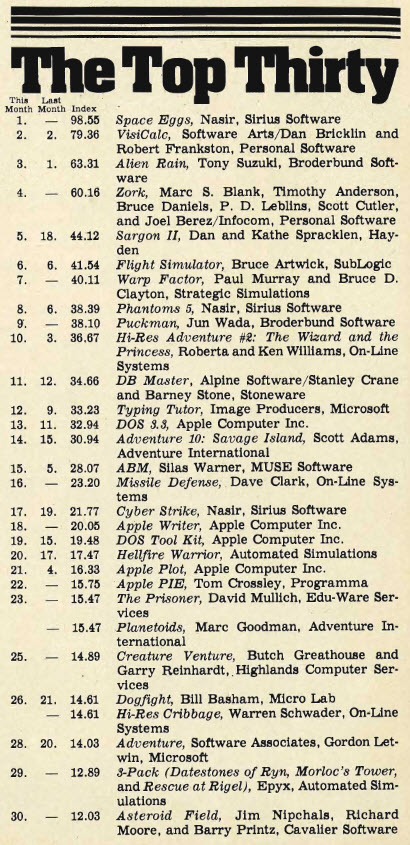 The Top Thirty
This Last
Month Month Index
1. — 98.55 Space Eggs, Nasir, Sirius Software
2. 2. 79.36 VisiCalc, Software Arts/Dan Bricklin and
Robert Frankston, Personal Software
3. 1. 63.31 Alien Rain, Tony Suzuki, Broderbund Soft-
ware
4. — 60.16 Zork, Marc S. Blank, Timothy Anderson,
Bruce Daniels, P. D. Leblins, Scott Cutler,
and Joel Berez/Infocom, Personal Software
5. 18. 44.12 Sargon II, Dan and Kathe Spracklen, Hay-
den
6. 6. 41.54 Flight Simulator, Bruce Artwick, SubLogic
7. — 40.11 Warp Factor, Paul Murray and Bruce D.
Clayton, Strategic Simulations
8. 6. 38.39 Phantoms 5, Nasir, Sirius Software
9. — 38.10 Puckman, Jun Wada, Broderbund Software
10. 3. 36.67 Hi-Res Adventure #2: The Wizard and the
Princess, Roberta and Ken Williams, On-Line
Systems
11. 12. 34.66 DB Master, Alpine Software/Stanley Crane
and Barney Stone, Stoneware
12. 9. 33.23 Typing Tutor, Image Producers, Microsoft
13. 11. 32.94 DOS 3.3, Apple Computer Inc.
14. 15. 30.94 Adventure 10: Savage Island, Scott Adams,
Adventure International
15. 5. 28.07 ABM, Silas Warner, MUSE Software
16. — 23.20 Missile Defense, Dave Clark, On-Line Sys-
tems
17. 19. 21.77 Cyber Strike, Nasir, Sirius Software
18. — 20.05 Apple Writer, Apple Computer Inc.
19. 15. 19.48 DOS Tool Kit, Apple Computer Inc.
20. 17. 17.47 Hellfire Warrior, Automated Simulations
21. 4. 16.33 Apple Plot, Apple Computer Inc.
22. — 15.75 Apple PIE, Tom Crossley, Programma
23. — 15.47 The Prisoner, David Mullich, Edu-Ware Ser-
vices
— 15.47 Planetoids, Marc Goodman, Adventure In-
ternational
25. — 14.89 Creature Venture, Butch Greathouse and
Garry Reinhardt, Highlands Computer Ser-
vices
26. 21. 14.61 Dogfight, Bill Basham, Micro Lab
— 14.61 Hi-Res Cribbage, Warren Schwader, On-Line
Systems
28. 20. 14.03 Adventure, Software Associates, Gordon Let-
win, Microsoft
29. — 12.89 3-Pack (Datestones of Ryn, Morloc's Tower,
and Rescue at Rigel), Epyx, Automated Sim-
ulations
30. — 12.03 Asteroid Field, Jim Nipchals, Richard
Moore, and Barry Printz, Cavalier Software